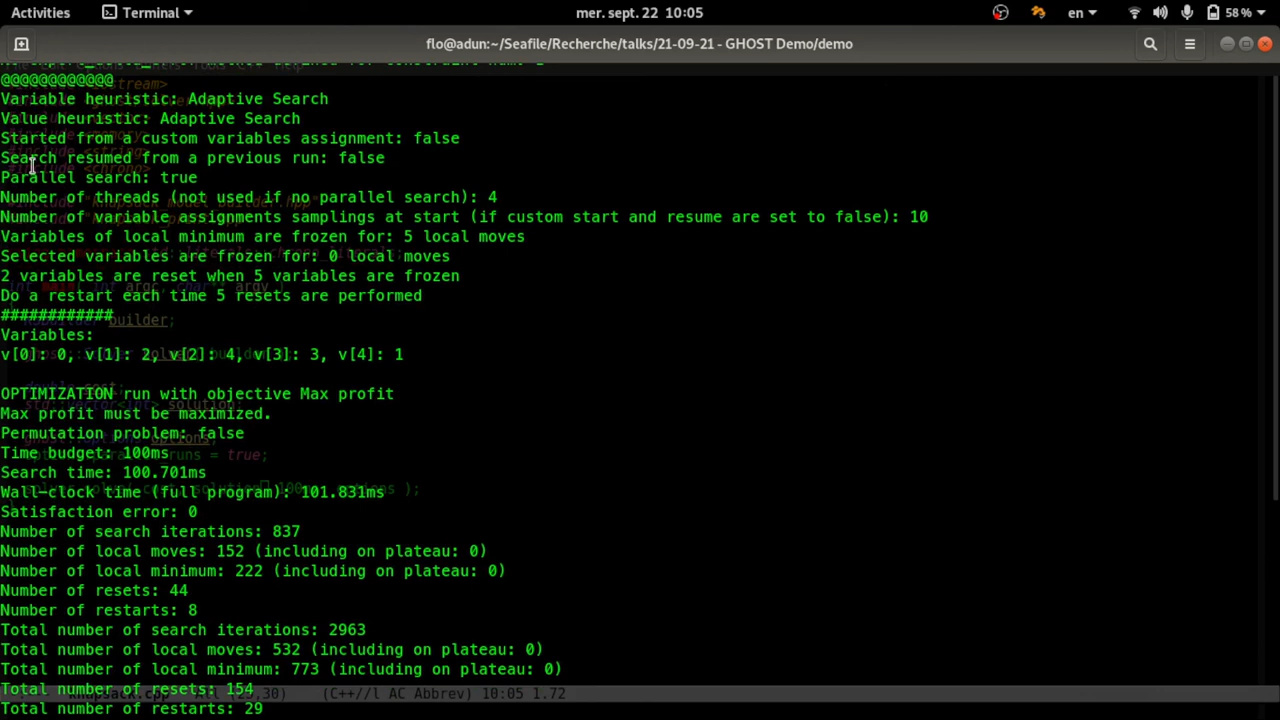 Activities Terminal mer. sept. 22 10:05 en 58 %
flo@adun:~/Seafile/Recherche/talks/21-09-21 - GHOST Demo/demo
@@@@@@@@@@@@
Variable heuristic: Adaptive Search
Value heuristic: Adaptive Search
Started from a custom variables assignment: false
Search resumed from a previous run: false
Parallel search: true
Number of threads (not used if no parallel search): 4
Number of variable assignments samplings at start (if custom start and resume are set to false): 10
Variables of local minimum are frozen for: 5 local moves
Selected variables are frozen for: 0 local moves
2 variables are reset when 5 variables are frozen
Do a restart each time 5 resets are performed
############
builder;
Variables:
v[0]: 0, v[1]: 2, v[2]: 4, v[3]: 3, v[4]: 1
OPTIMIZATION run with objective Max profit
Max profit must be maximized.
Permutation problem: false
Time budget: 100ms
Search time: 100.701ms
Wall-clock time (full program): 101.831ms
Satisfaction error: 0
Number of search iterations: 837
Number of local moves: 152 (including on plateau: 0)
Number of local minimum: 222 (including on plateau: 0)
Number of resets: 44
Number of restarts: 8
Total number of search iterations: 2963
Total number of local moves: 532 (including on plateau: 0)
Total number of local minimum: 773 (including on plateau: 0)
Total number of resets: 154
(C++//l AC Abbrev) 10:05 1.72
Total number of restarts: 29